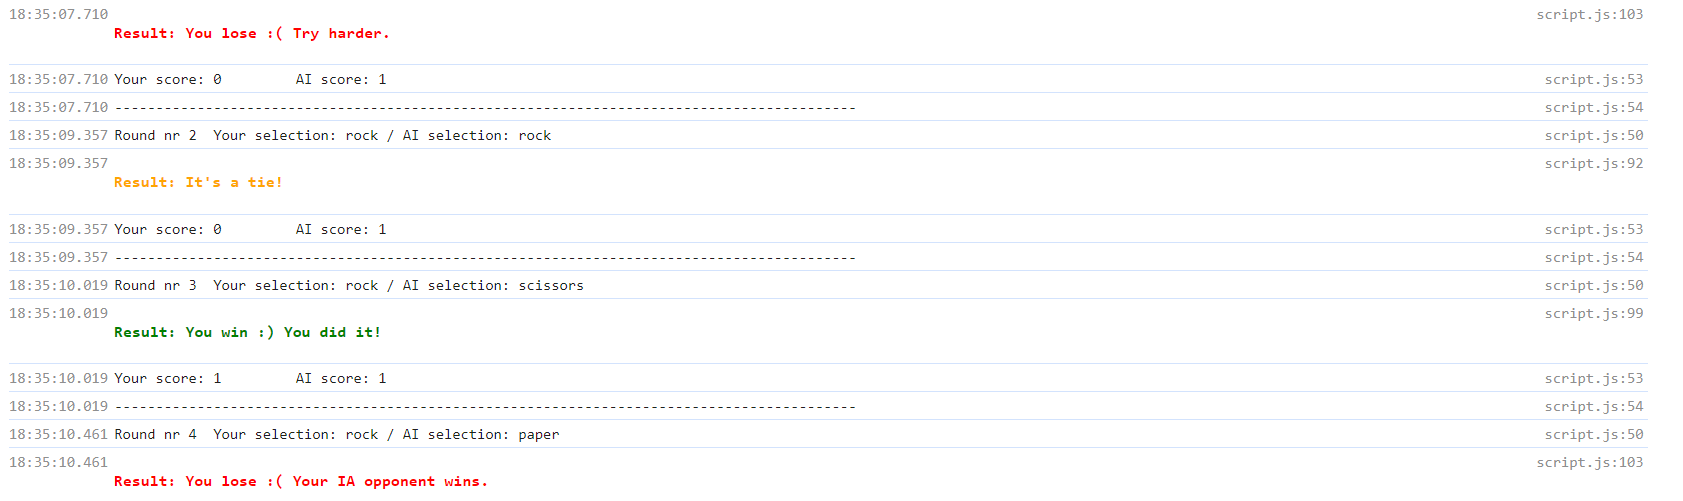 18:35:07.710 script.js:103
Result: You lose :( Try harder.
18:35:07.710 Your score: 0 AI score: 1 script.js:53
18:35:07.710 ------------------------------------------------------------------------------------------ script.js:54
18:35:09.357 Round nr 2 Your selection: rock / AI selection: rock script.js:50
18:35:09.357 script.js:92
Result: It's a tie!
18:35:09.357 Your score: 0 AI score: 1 script.js:53
18:35:09.357 ------------------------------------------------------------------------------------------ script.js:54
18:35:10.019 Round nr 3 Your selection: rock / AI selection: scissors script.js:50
18:35:10.019 script.js:99
Result: You win :) You did it!
18:35:10.019 Your score: 1 AI score: 1 script.js:53
18:35:10.019 ------------------------------------------------------------------------------------------ script.js:54
18:35:10.461 Round nr 4 Your selection: rock / AI selection: paper script.js:50
18:35:10.461 script.js:103
Result: You lose :( Your IA opponent wins.